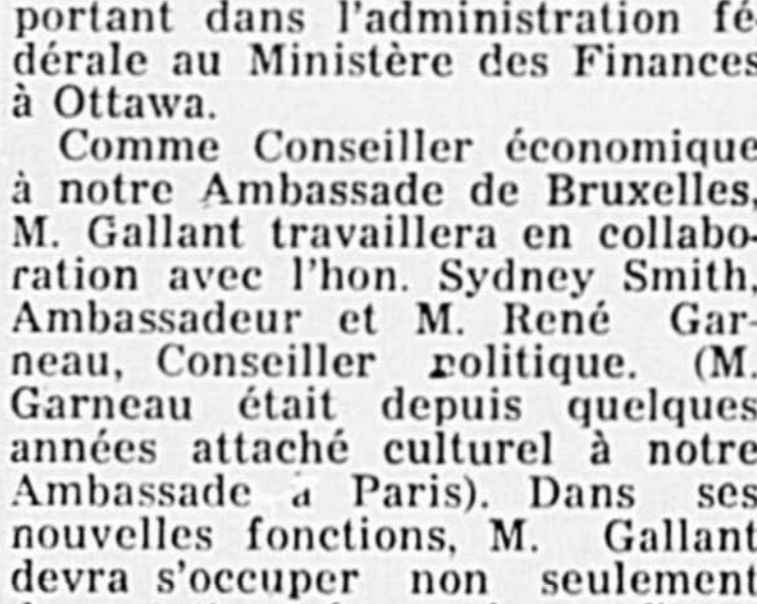 portant dans l'administration fé-
dérale au Ministère des Finances
à Ottawa.
Comme Conseiller économique
à notre Ambassade de Bruxelles,
M. Gallant travaillera en collabo-
ration avec l'hon. Sydney Smith,
Ambassadeur et M. René Gar-
neau, Conseiller politique. (M.
Garneau était depuis quelques
années attaché culturel à notre
Ambassade à Paris). Dans ses
nouvelles fonctions, M. Gallant
devra s'occuper non seulement